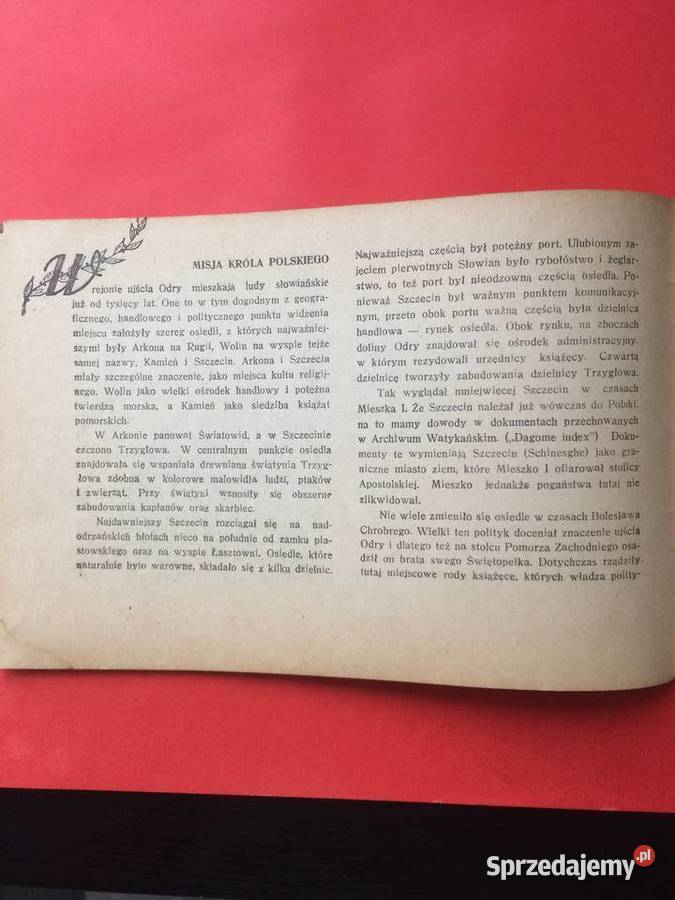 MISJA KRÓLA POLSKIEGO
W rejonie ujścia Odry mieszkają ludy słowiańskie
już od tysięcy lat. One to w tym dogodnym z geogra-
ficznego, handlowego i politycznego punktu widzenia
miejscu założyły szereg osiedli, z których najważniej-
szymi były Arkona na Rugii, Wolin na wyspie tejże
samej nazwy, Kamień i Szczecin. Arkona i Szczecin
miały szczególne znaczenie, jako miejsca kultu religij-
nego. Wolin jako wielki ośrodek handlowy i potężna
twierdza morska, a Kamień jako siedziba książąt
pomorskich.
W Arkonie panował Światowid, a w Szczecinie
czczono Trzygłowa. W centralnym punkcie osiedla
znajdowała się wspaniała drewniana świątynia Trzyg-
łowa zdobna w kolorowe malowidła ludzi, ptaków
i zwierząt. Przy świątyni wznosiły się obszerne
zabudowania kapłanów oraz skarbiec.
Najdawniejszy Szczecin rozciągał się na nad-
odrzańskich błotach nieco na południe od zamku pia-
stowskiego oraz na wyspie Łasztowni. Osiedle, które
naturalnie było warowne, składało się z kilku dzielnic.
Najważniejszą częścią był potężny port. Ulubionym za-
jęciem pierwotnych Słowian było rybołóstwo i żeglar-
stwo, to też port był nieodzowną częścią osiedla. Po-
nieważ Szczecin był ważnym punktem komunikacyj-
nym, przeto obok portu ważną częścią była dzielnica
handlowa — rynek osiedla. Obok rynku, na zboczach
doliny Odry znajdował się ośrodek administracyjny,
w którym rezydowali urzędnicy książęcy. Czwartą
dzielnicę tworzyły zabudowania dzielnicy Trzygłowa.
Tak wyglądał mniejwięcej Szczecin w czasach
Mieszka I. Że Szczecin należał już wówczas do Polski,
na to mamy dowody w dokumentach przechowanych
w Archiwum Watykańskim. („Dagome iudex") Doku-
menty te wymieniają Szczecin (Schinesghe) jako gra-
niczne miasto ziem, które Mieszko I ofiarował stolicy
Apostolskiej. Mieszko jednakże pogaństwa tutaj nie
zlikwidował.
Nie wiele zmieniło się osiedle w czasach Bolesława
Chrobrego. Wielki ten polityk doceniał znaczenie ujścia
Odry i dlatego też na stolcu Pomorza Zachodniego osa-
dził on brata swego Świętopełka. Dotychczas rządziły
tutaj miejscowe rody książęce, których władza polity-
Sprzedajemy.pl